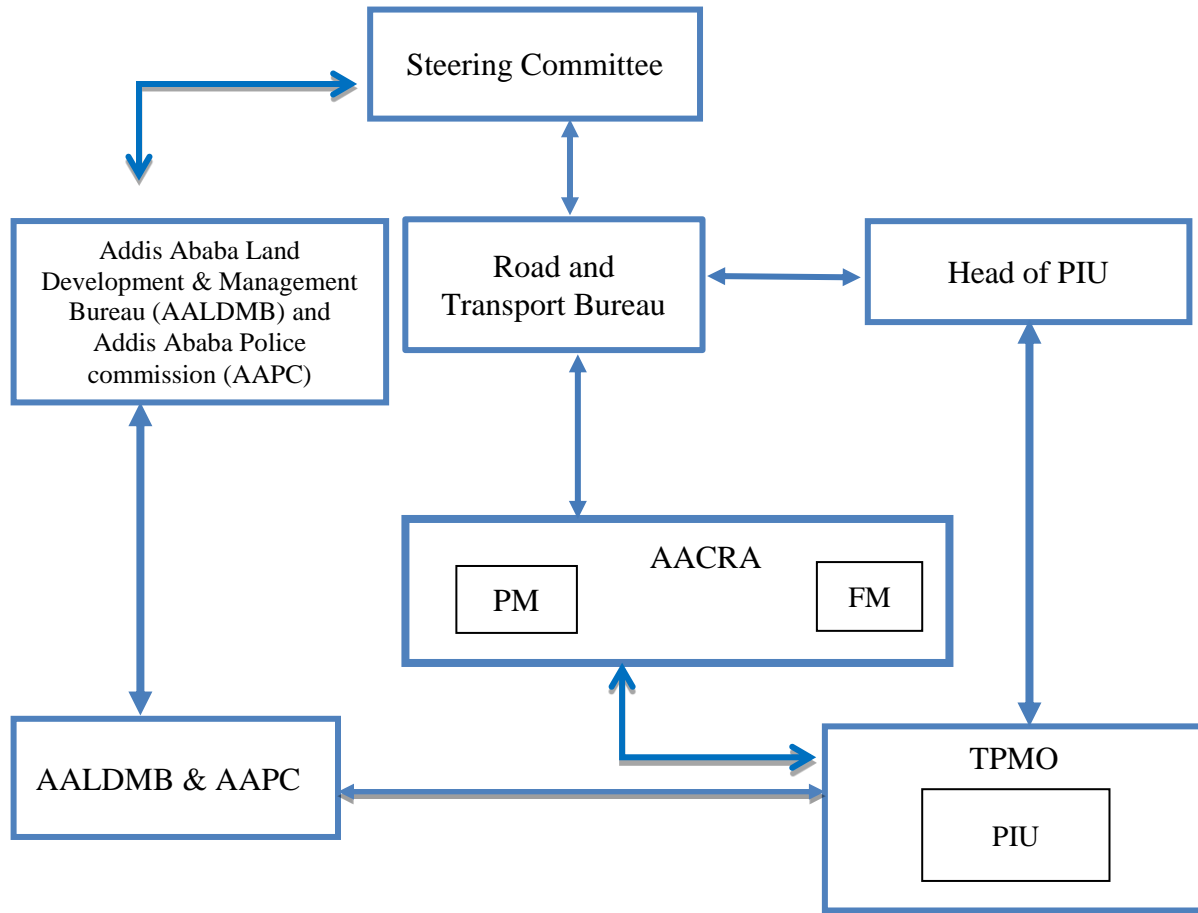 Steering Committee
Addis Ababa Land
Development & Management
Bureau (AALDMB) and
Addis Ababa Police
commission (AAPC)
Road and
Transport Bureau
Head of PIU
AACRA
PM
FM
AALDMB & AAPC
TPMO
PIU